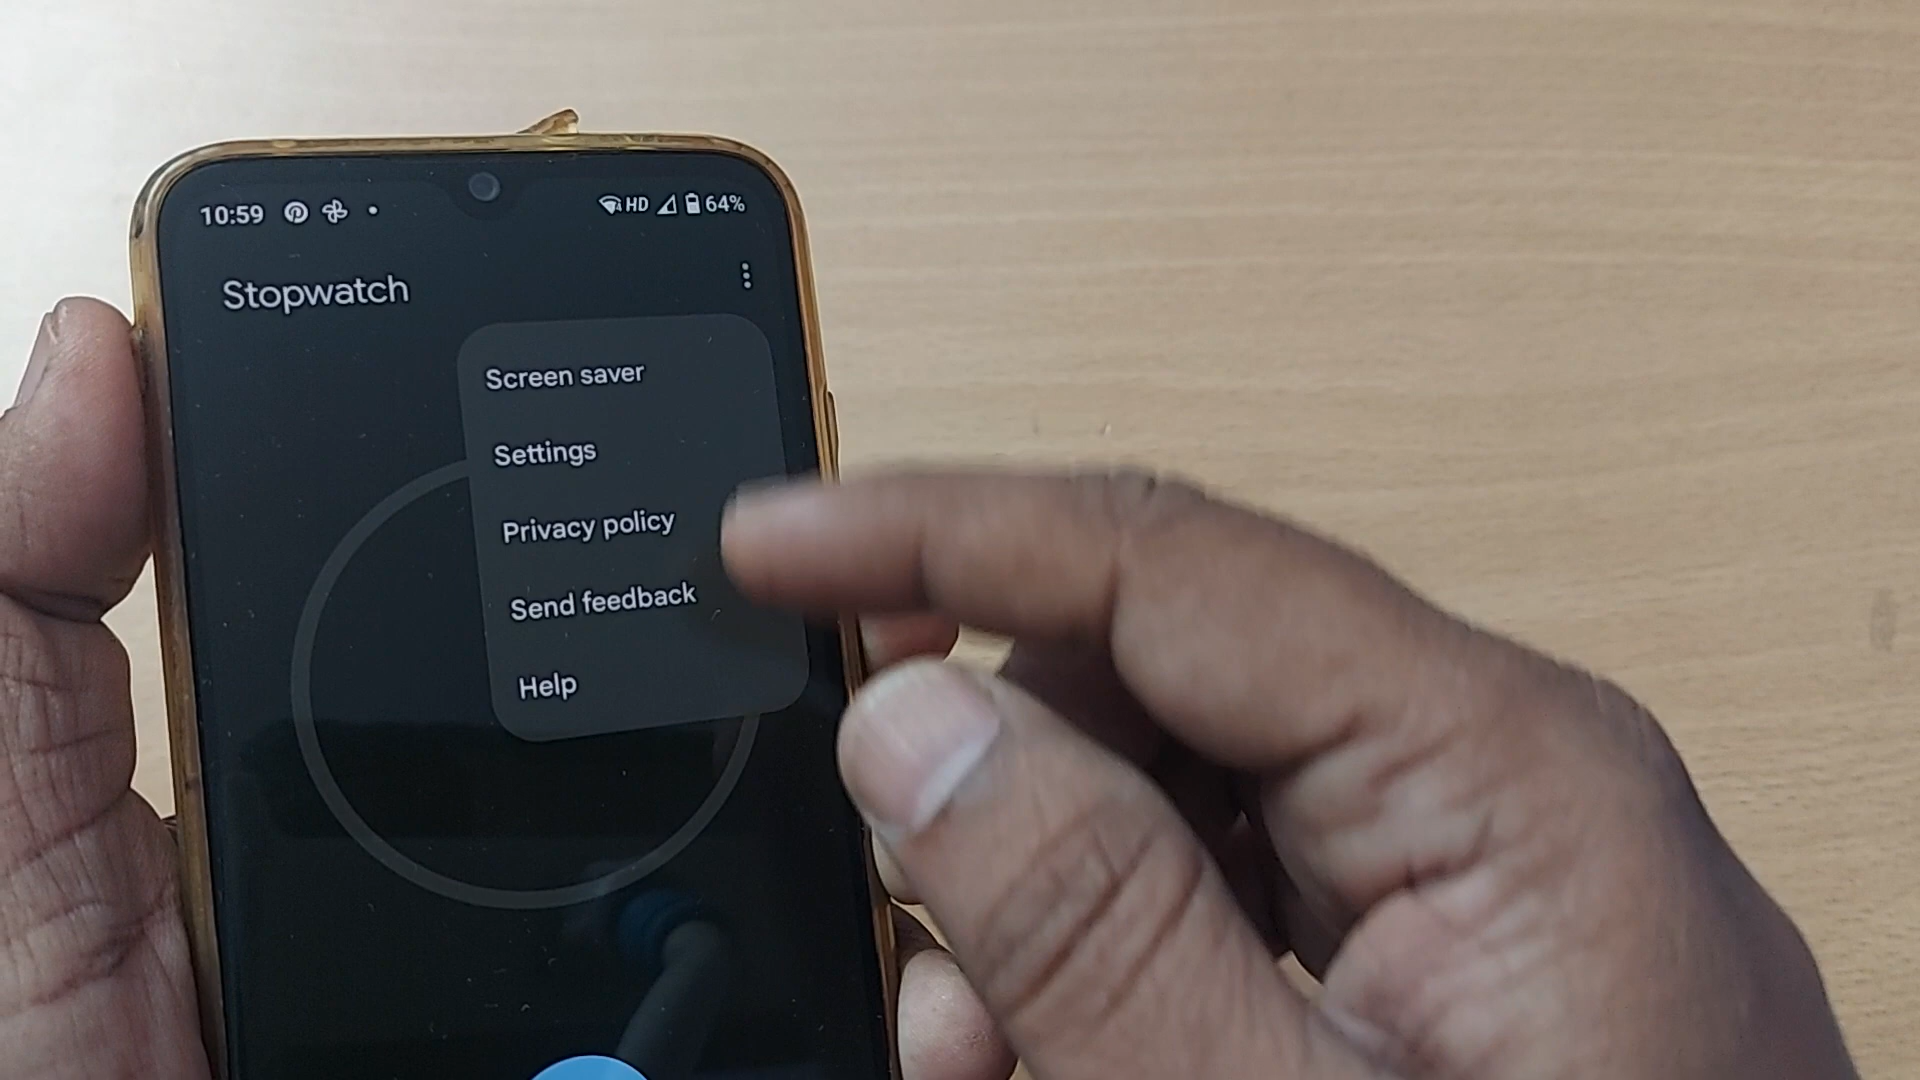 10:59 HD 64%
Stopwatch
Screen saver
Settings
Privacy policy
Send feedback
Help